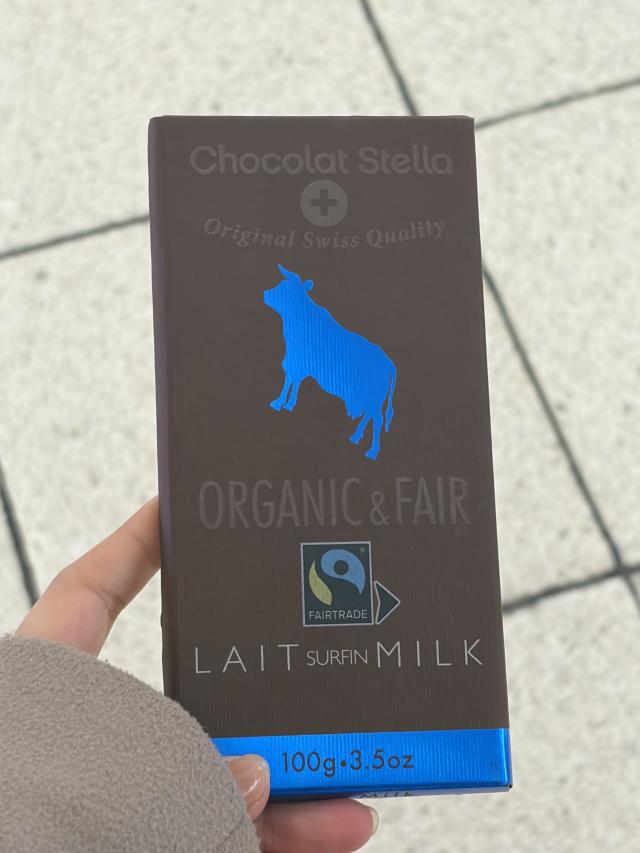 Chocolat Stella
Original Swiss Quality
ORGANIC & FAIR
®
FAIRTRADE
LAIT SURFIN MILK
100g•3.5oz